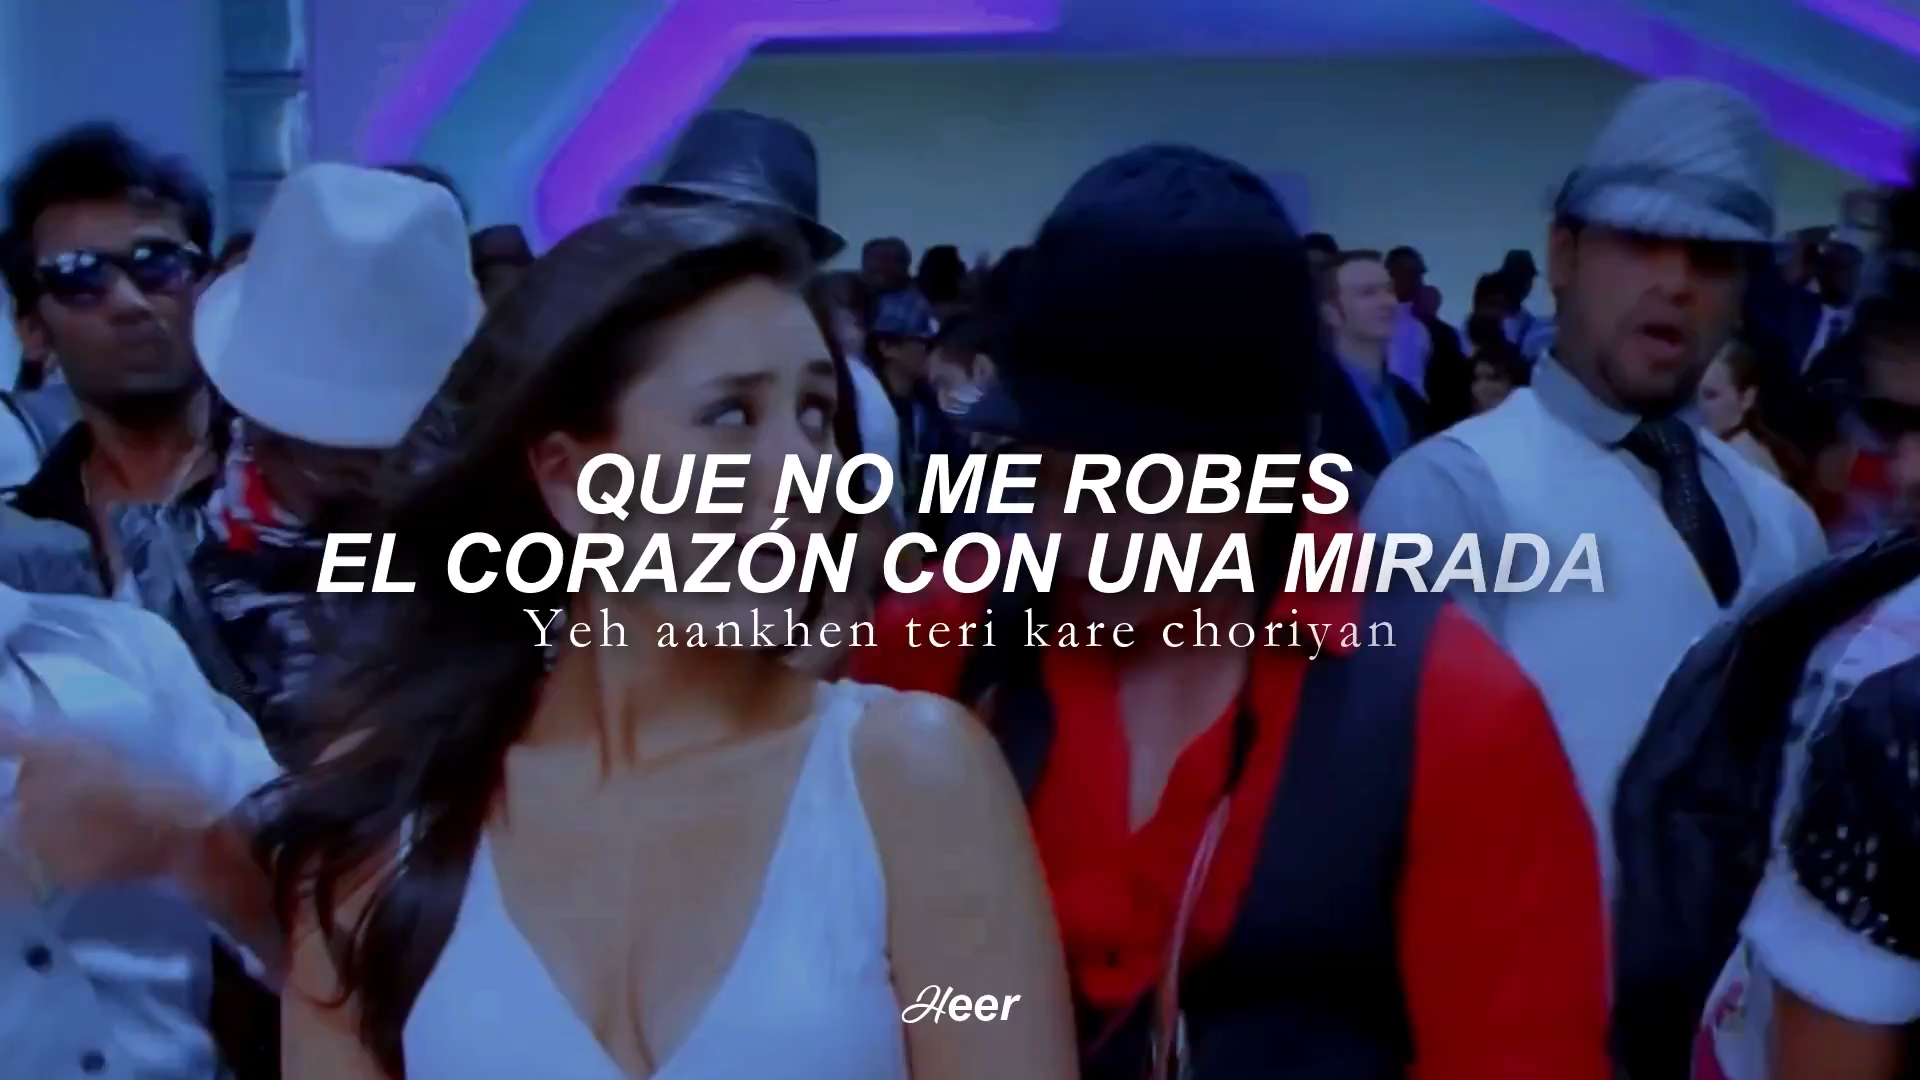 QUE NO ME ROBES
EL CORAZÓN CON UNA MIRADA
Yeh aankhen teri kare choriyan
Heer